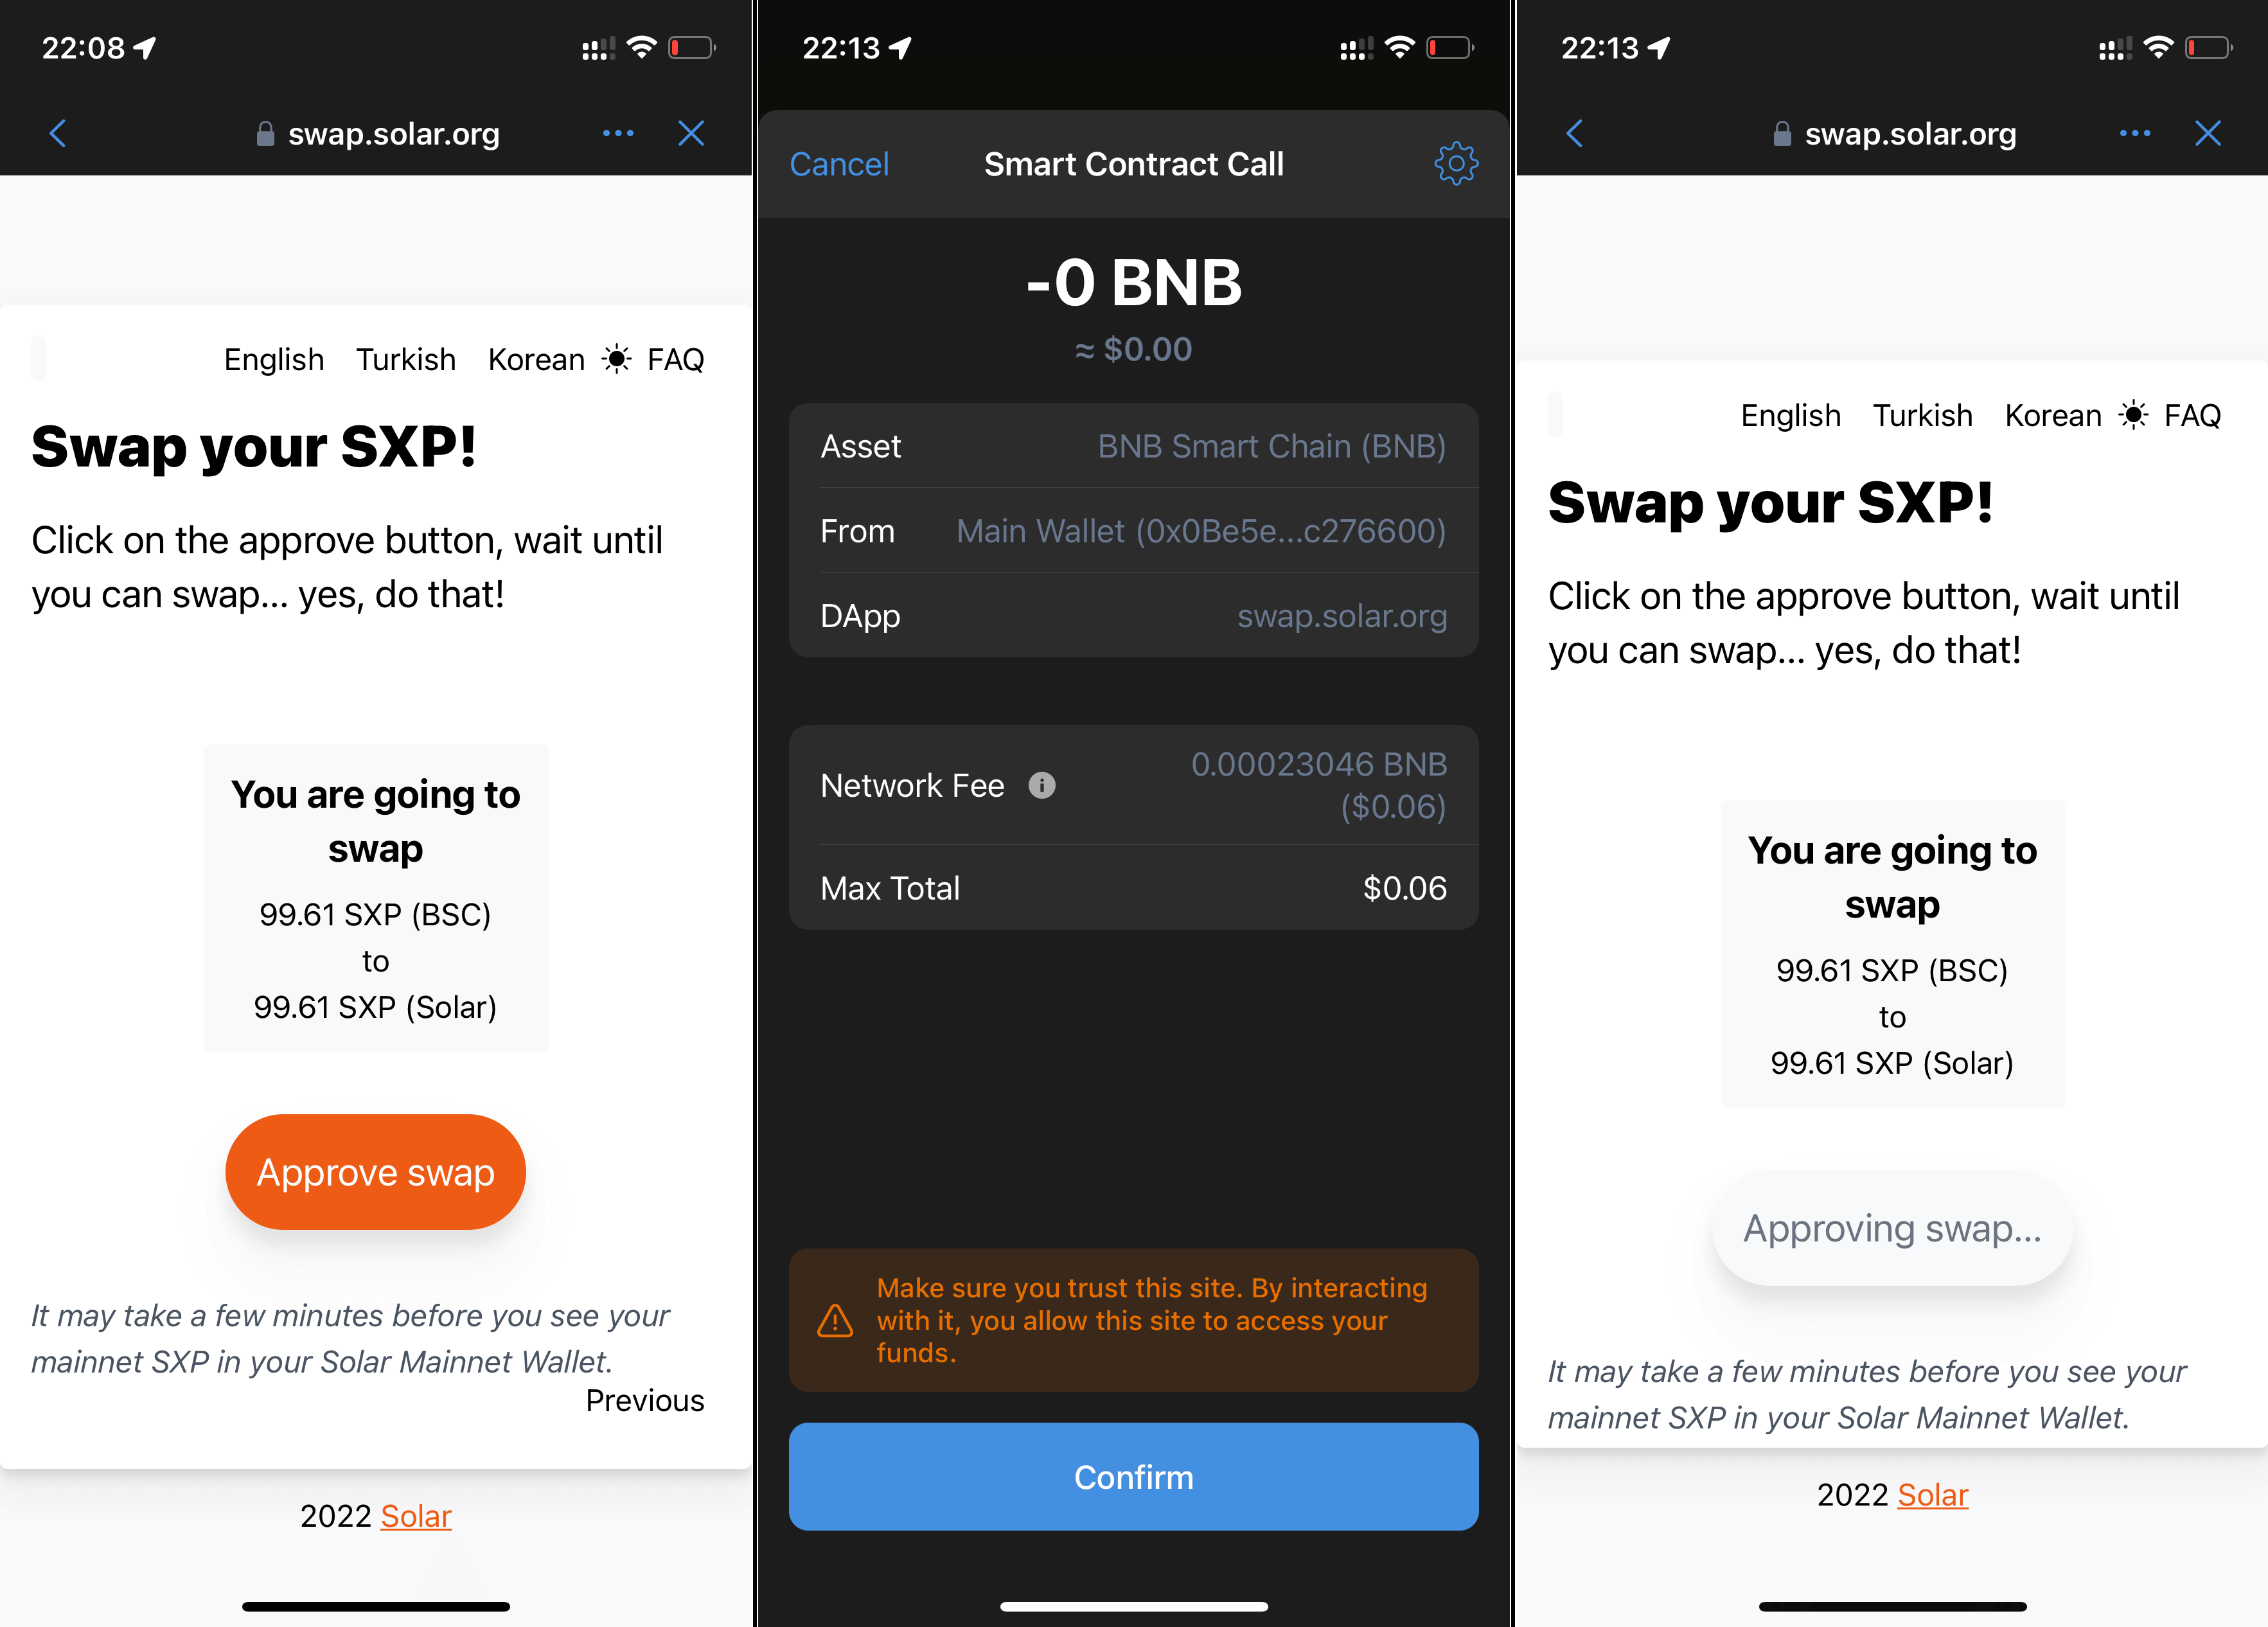 22:08
swap.solar.org
English Turkish Korean FAQ
Swap your SXP!
Click on the approve button, wait until
you can swap... yes, do that!
You are going to
swap
99.61 SXP (BSC)
to
99.61 SXP (Solar)
Approve swap
It may take a few minutes before you see your
mainnet SXP in your Solar Mainnet Wallet.
Previous
2022 Solar
22:13
Cancel Smart Contract Call
-0 BNB
≈ $0.00
Asset BNB Smart Chain (BNB)
From Main Wallet (0x0Be5e...c276600)
DApp swap.solar.org
Network Fee 0.00023046 BNB
($0.06)
Max Total $0.06
Make sure you trust this site. By interacting
with it, you allow this site to access your
funds.
Confirm
22:13
swap.solar.org
English Turkish Korean FAQ
Swap your SXP!
Click on the approve button, wait until
you can swap... yes, do that!
You are going to
swap
99.61 SXP (BSC)
to
99.61 SXP (Solar)
Approving swap...
It may take a few minutes before you see your
mainnet SXP in your Solar Mainnet Wallet.
2022 Solar